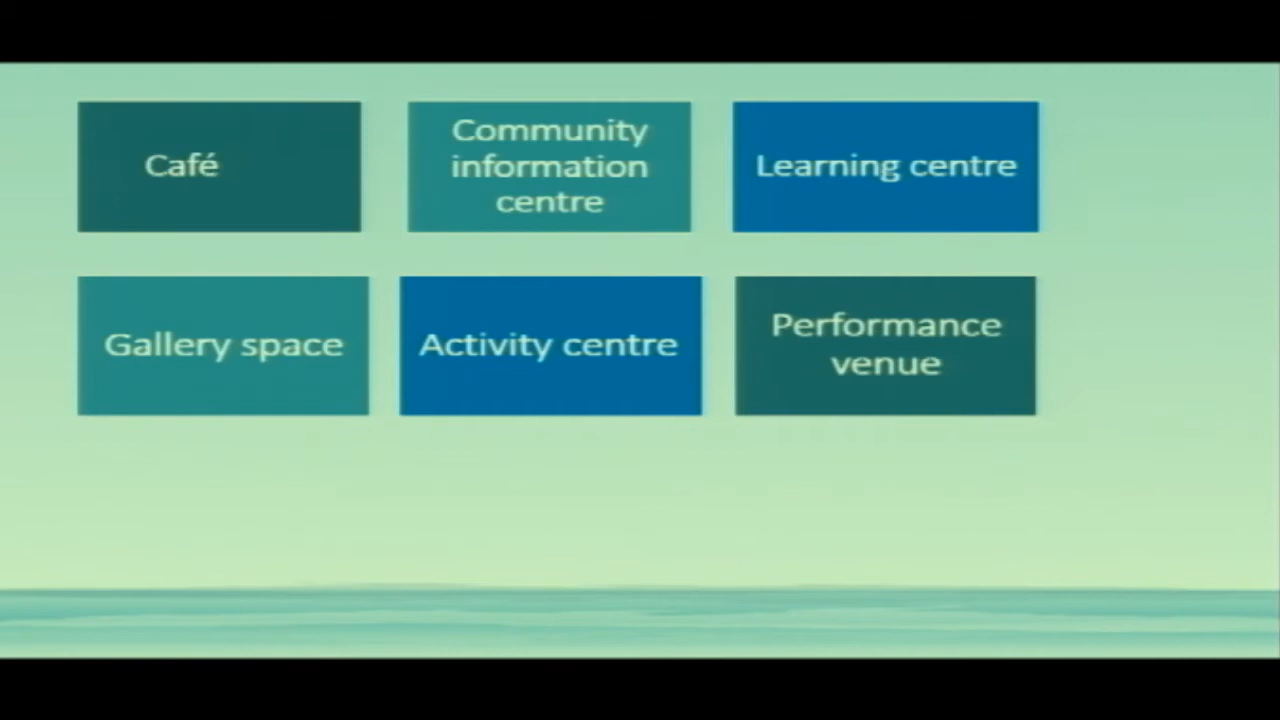 Café
Community
information
centre
Learning centre
Gallery space
Activity centre
Performance
venue